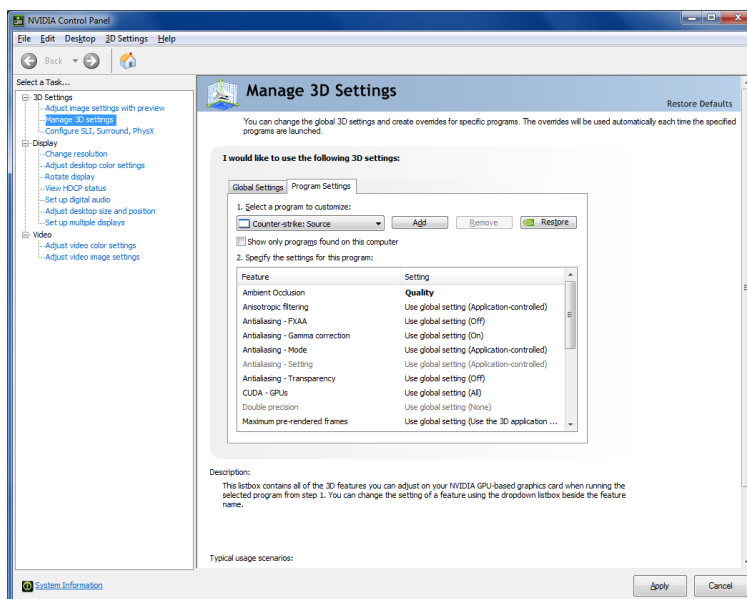 NVIDIA Control Panel
File Edit Desktop 3D Settings Help
Back
Select a Task...
3D Settings
Adjust image settings with preview
Manage 3D settings
Configure SLI, Surround, PhysX
Display
Change resolution
Adjust desktop color settings
Rotate display
View HDCP status
Set up digital audio
Adjust desktop size and position
Set up multiple displays
Video
Adjust video color settings
Adjust video image settings
System Information
Manage 3D Settings
Restore Defaults
You can change the global 3D settings and create overrides for specific programs. The overrides will be used automatically each time the specified
programs are launched.
I would like to use the following 3D settings:
Global Settings Program Settings
1. Select a program to customize:
Counter-strike: Source Add Remove Restore
Show only programs found on this computer
2. Specify the settings for this program:
Feature Setting
Ambient Occlusion Quality
Anisotropic filtering Use global setting (Application-controlled)
Antialiasing - FXAA Use global setting (Off)
Antialiasing - Gamma correction Use global setting (On)
Antialiasing - Mode Use global setting (Application-controlled)
Antialiasing - Setting Use global setting (Application-controlled)
Antialiasing - Transparency Use global setting (Off)
CUDA - GPUs Use global setting (All)
Double precision Use global setting (None)
Maximum pre-rendered frames Use global setting (Use the 3D application ...
Description:
This listbox contains all of the 3D features you can adjust on your NVIDIA GPU-based graphics card when running the
selected program from step 1. You can change the setting of a feature using the dropdown listbox beside the feature
name.
Typical usage scenarios:
Apply Cancel